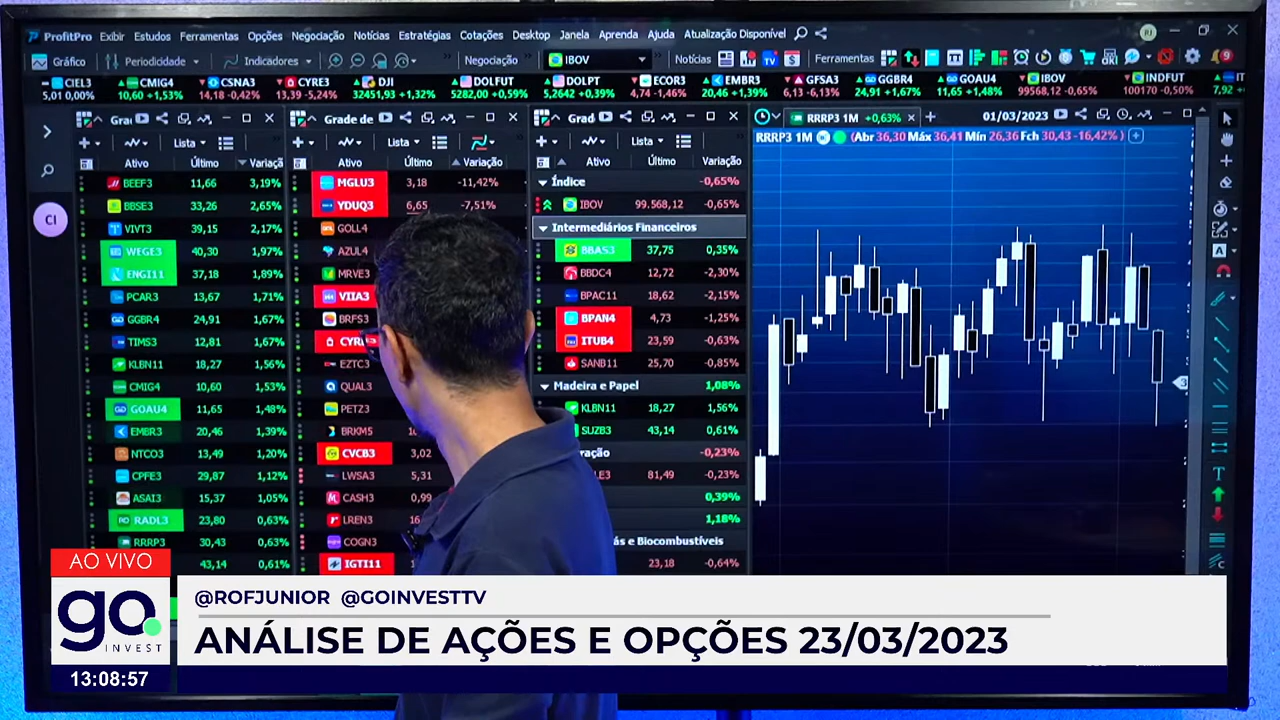 ProfitPro Exibir Estudos Ferramentas Opções Negociação Notícias Estratégias Cotações Desktop Janela Aprenda Ajuda Atualização Disponível
Gráfico Periodicidade Indicadores Negociação IBOV Notícias Ferramentas
CIEL3 CMIG4 CSNA3 CYRE3 DJI DOLFUT DOLPT ECOR3 EMBR3 GFSA3 GGBR4 GOAU4 IBOV INDFUT
5,01 0,00% 10,60 +1,53% 14,18 -0,42% 13,39 -5,24% 32451,93 +1,32% 5282,00 +0,59% 5,2642 +0,39% 4,74 -1,46% 20,46 +1,39% 6,13 -6,13% 24,91 +1,67% 11,65 +1,48% 99568,12 -0,65% 100170 -0,50% 7,92
Grade de
RRRP3 1M +0,63%
01/03/2023
RRRP3 1M (Abr 36,30 Máx 36,41 Mín 26,36 Fch 30,43 -16,42%)
CI
Lista
Ativo Último Variaçã
BEEF3 11,66 3,19%
BBSE3 33,26 2,65%
VIVT3 39,15 2,17%
WEGE3 40,30 1,97%
ENGI11 37,18 1,89%
PCAR3 13,67 1,71%
GGBR4 24,91 1,67%
TIMS3 12,81 1,67%
KLBN11 18,27 1,56%
CMIG4 10,60 1,53%
GOAU4 11,65 1,48%
EMBR3 20,46 1,39%
NTCO3 13,49 1,20%
CPFE3 29,87 1,12%
ASAI3 15,37 1,05%
RADL3 23,80 0,63%
RRRP3 30,43 0,63%
43,14 0,61%
Lista
Ativo Último Variação
MGLU3 3,18 -11,42%
YDUQ3 6,65 -7,51%
GOLL4
AZUL4
MRVE3
VIIA3
BRFS3
CYRE
EZTC3
QUAL3
PETZ3
BRKM5
CVCB3 3,02
LWSA3 5,31
CASH3 0,99
LREN3 16
COGN3
IGTI11
Lista
Ativo Último Variação
Índice -0,65%
IBOV 99.568,12 -0,65%
Intermediários Financeiros
BBAS3 37,75 0,35%
BBDC4 12,72 -2,30%
BPAC11 18,62 -2,15%
BPAN4 4,73 -1,25%
ITUB4 23,59 -0,63%
SANB11 25,70 -0,85%
Madeira e Papel 1,08%
KLBN11 18,27 1,56%
SUZB3 43,14 0,61%
ração -0,23%
LE3 81,49 -0,23%
0,39%
1,18%
ás e Biocombustíveis
23,18 -0,64%
AO VIVO
go.
INVEST
13:08:57
@ROFJUNIOR @GOINVESTTV
ANÁLISE DE AÇÕES E OPÇÕES 23/03/2023